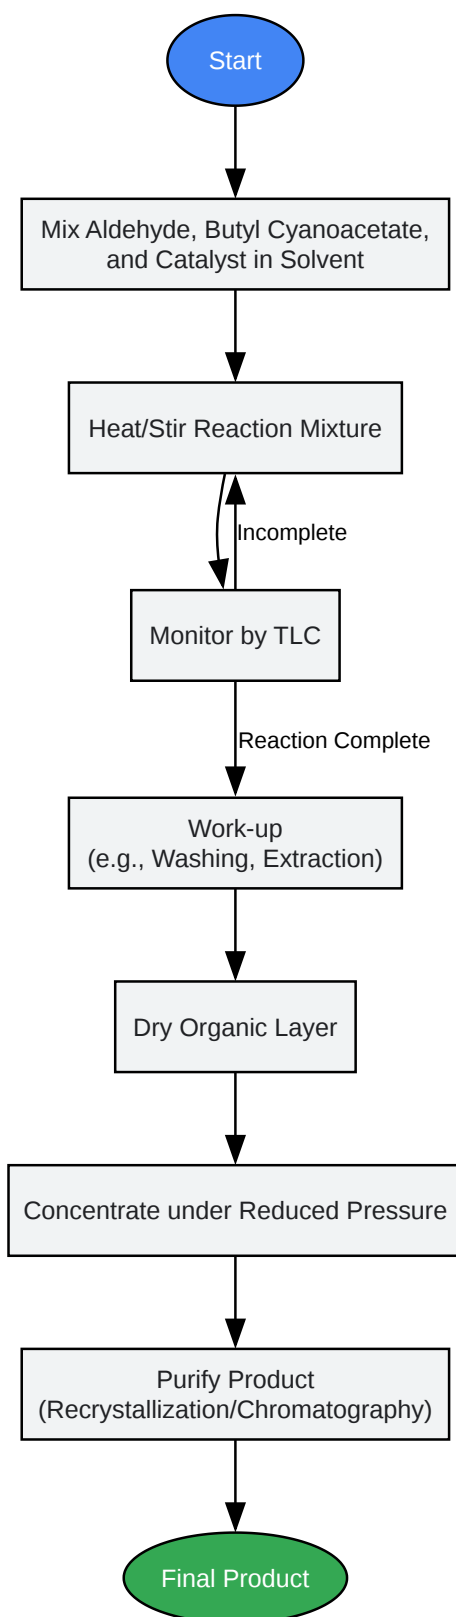 Start
Mix Aldehyde, Butyl Cyanoacetate,
and Catalyst in Solvent
Heat/Stir Reaction Mixture
Incomplete
Monitor by TLC
Reaction Complete
Work-up
(e.g., Washing, Extraction)
Dry Organic Layer
Concentrate under Reduced Pressure
Purify Product
(Recrystallization/Chromatography)
Final Product